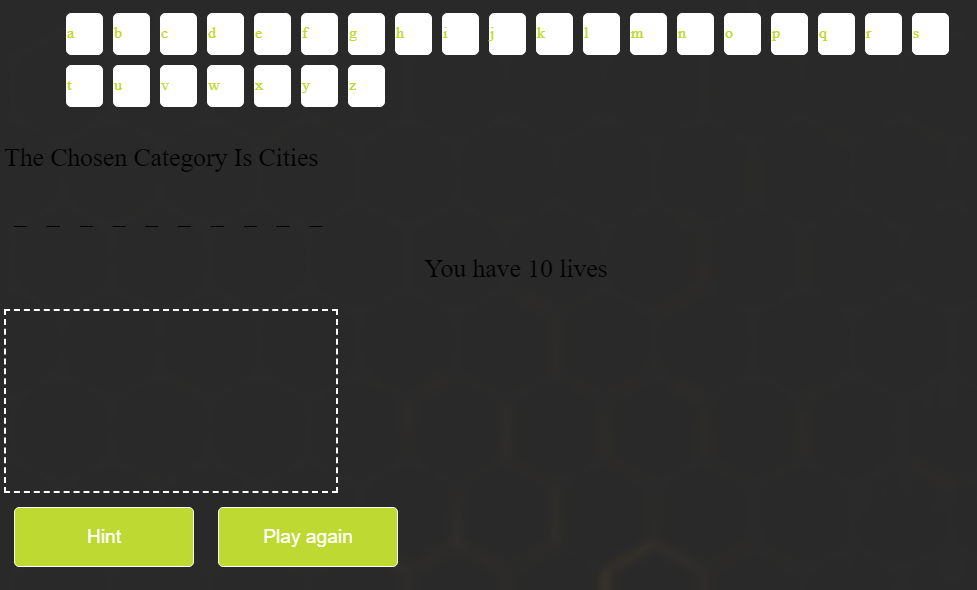 a b c d e f g h i j k l m n o p q r s
t u v w x y z
The Chosen Category Is Cities
_ _ _ _ _ _ _ _ _ _
You have 10 lives
Hint Play again